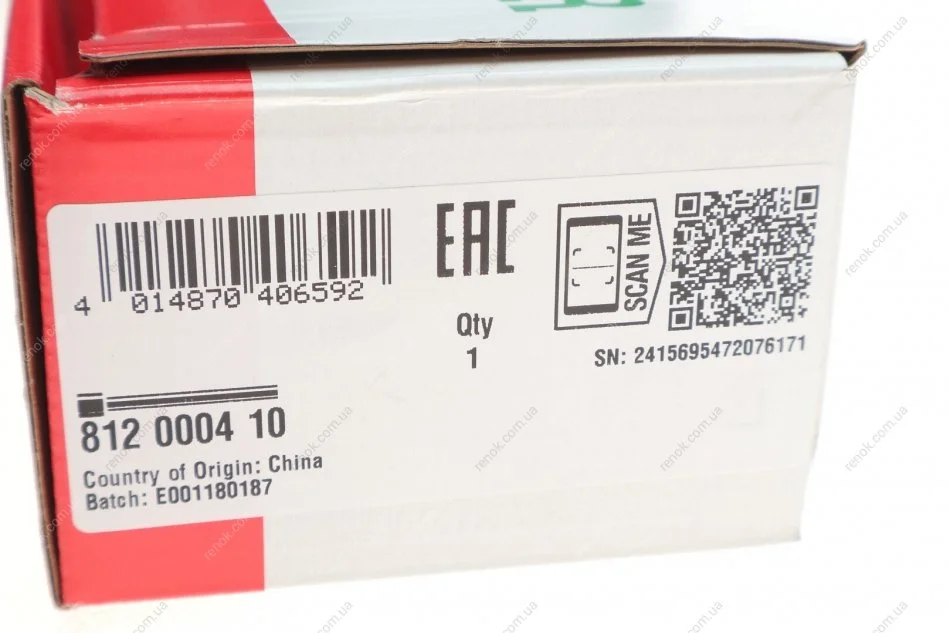 EAC
SCAN ME
4 014870 406592
Qty
1
SN: 2415695472076171
812 0004 10
Country of Origin: China
Batch: E001180187
renok.com.ua